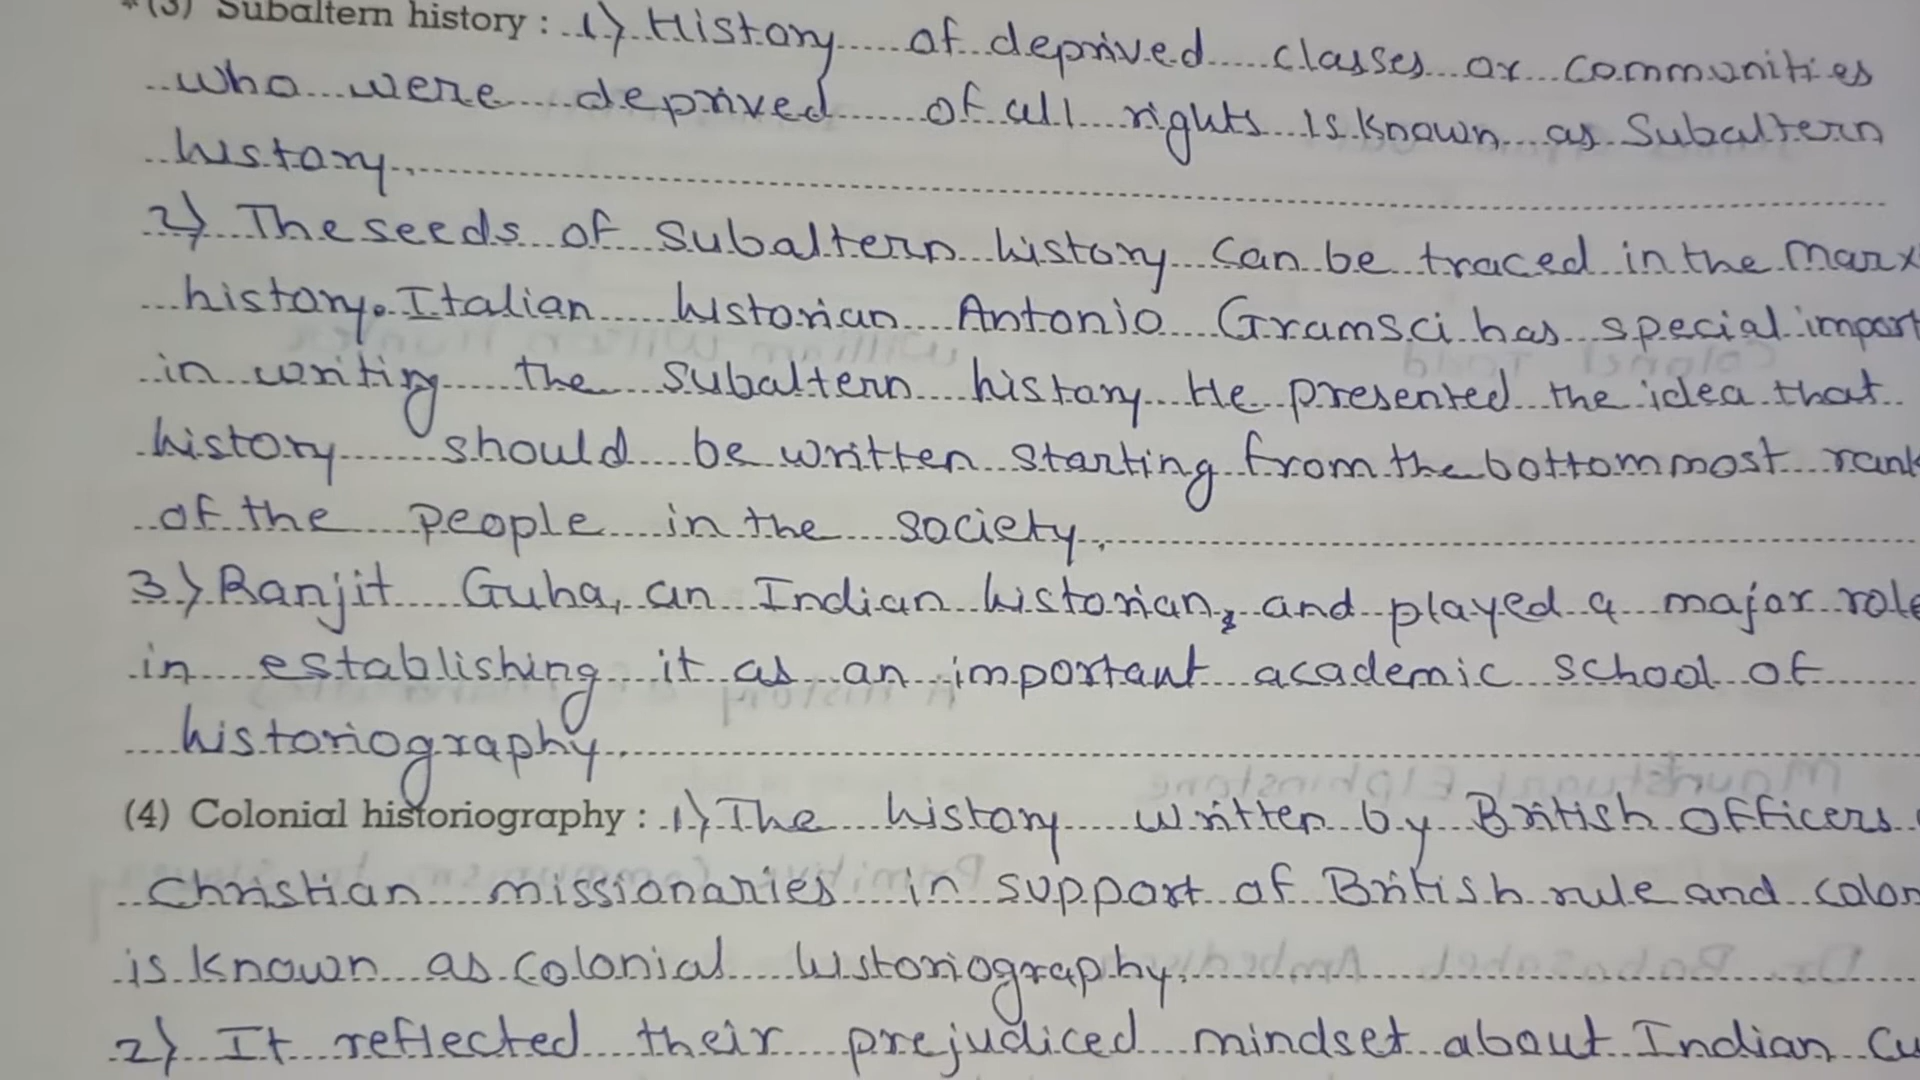 *(3) Subaltern history : 1) History of deprived classes or communities
who were deprived of all rights is known as Subaltern
history.
2) The seeds of Subaltern history can be traced in the Marx
history. Italian historian Antonio Gramsci has special import
in writing the subaltern history He presented the idea that
history should be written starting from the bottommost rank
of the people in the society.
3) Ranjit Guha, an Indian historian, and played a major role
in establishing it as an important academic school of
historiography.
(4) Colonial historiography : 1) The history written by British officers
Christian missionaries in support of British rule and colon
is known as colonial historiography.
2) It reflected their prejudiced mindset about Indian cu